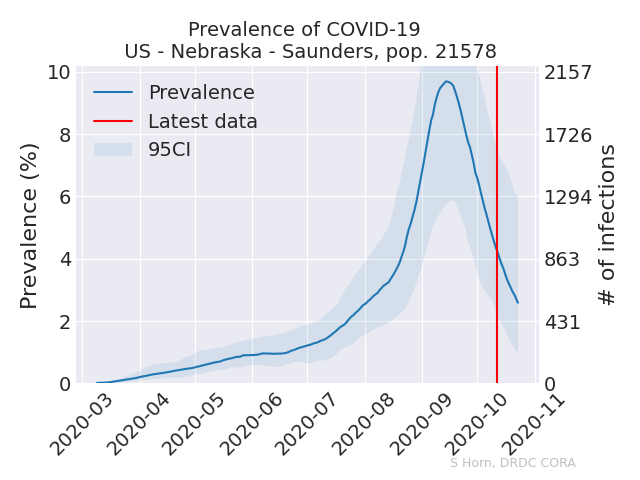 Prevalence of COVID-19
US - Nebraska - Saunders, pop. 21578
Prevalence (%)
10
8
6
4
2
0
Prevalence
Latest data
95CI
2157
1726
1294
863
431
0
# of infections
2020-03
2020-04
2020-05
2020-06
2020-07
2020-08
2020-09
2020-10
2020-11
S Horn, DRDC CORA